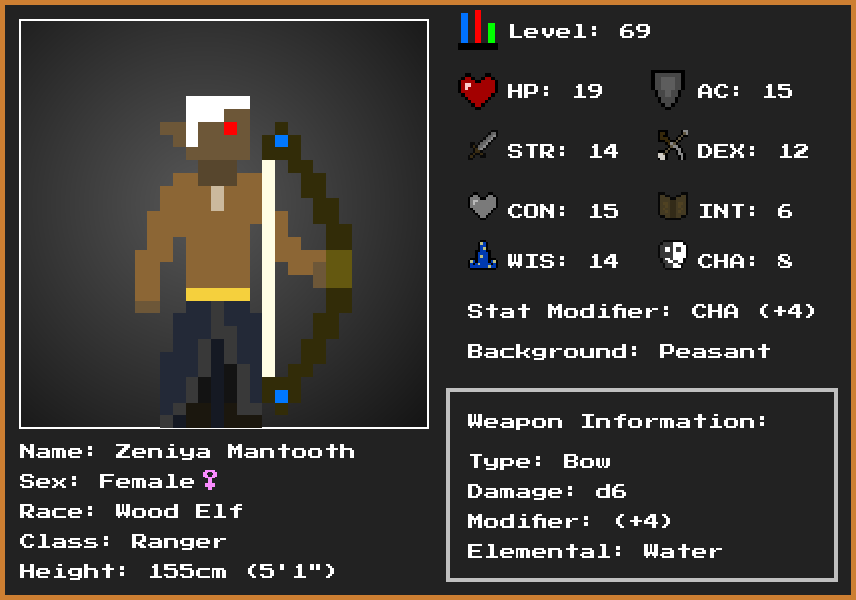 Level: 69
HP: 19
AC: 15
STR: 14
DEX: 12
CON: 15
INT: 6
WIS: 14
CHA: 8
Stat Modifier: CHA (+4)
Background: Peasant
Weapon Information:
Type: Bow
Damage: d6
Modifier: (+4)
Elemental: Water
Name: Zeniya Mantooth
Sex: Female♀
Race: Wood Elf
Class: Ranger
Height: 155cm (5'1")